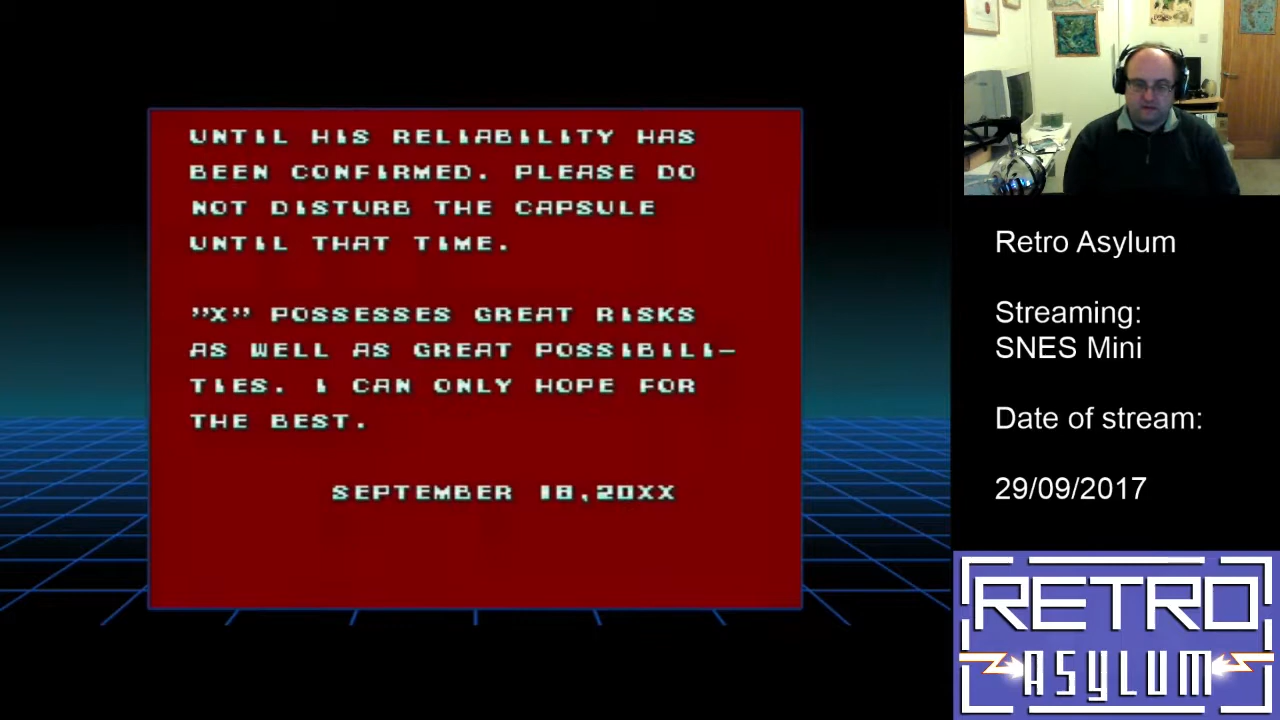 UNTIL HIS RELIABILITY HAS
BEEN CONFIRMED. PLEASE DO
NOT DISTURB THE CAPSULE
UNTIL THAT TIME.
"X" POSSESSES GREAT RISKS
AS WELL AS GREAT POSSIBILI-
TIES. I CAN ONLY HOPE FOR
THE BEST.
SEPTEMBER 18,20XX
Retro Asylum
Streaming:
SNES Mini
Date of stream:
29/09/2017
RETRO
ASYLUM